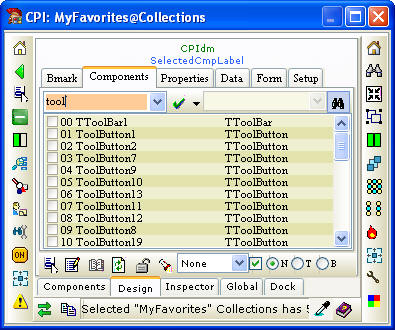 CPI: MyFavorites@Collections
CPIdm
SelectedCmpLabel
Bmark Components Properties Data Form Setup
tool
00 TToolBar1 TToolBar
01 ToolButton1 TToolButton
02 ToolButton2 TToolButton
03 ToolButton7 TToolButton
04 ToolButton9 TToolButton
05 ToolButton10 TToolButton
06 ToolButton13 TToolButton
07 ToolButton11 TToolButton
08 ToolButton12 TToolButton
09 ToolButton8 TToolButton
10 ToolButton19 TToolButton
None N T B
ON
Components Design Inspector Global Dock
Selected "MyFavorites" Collections has